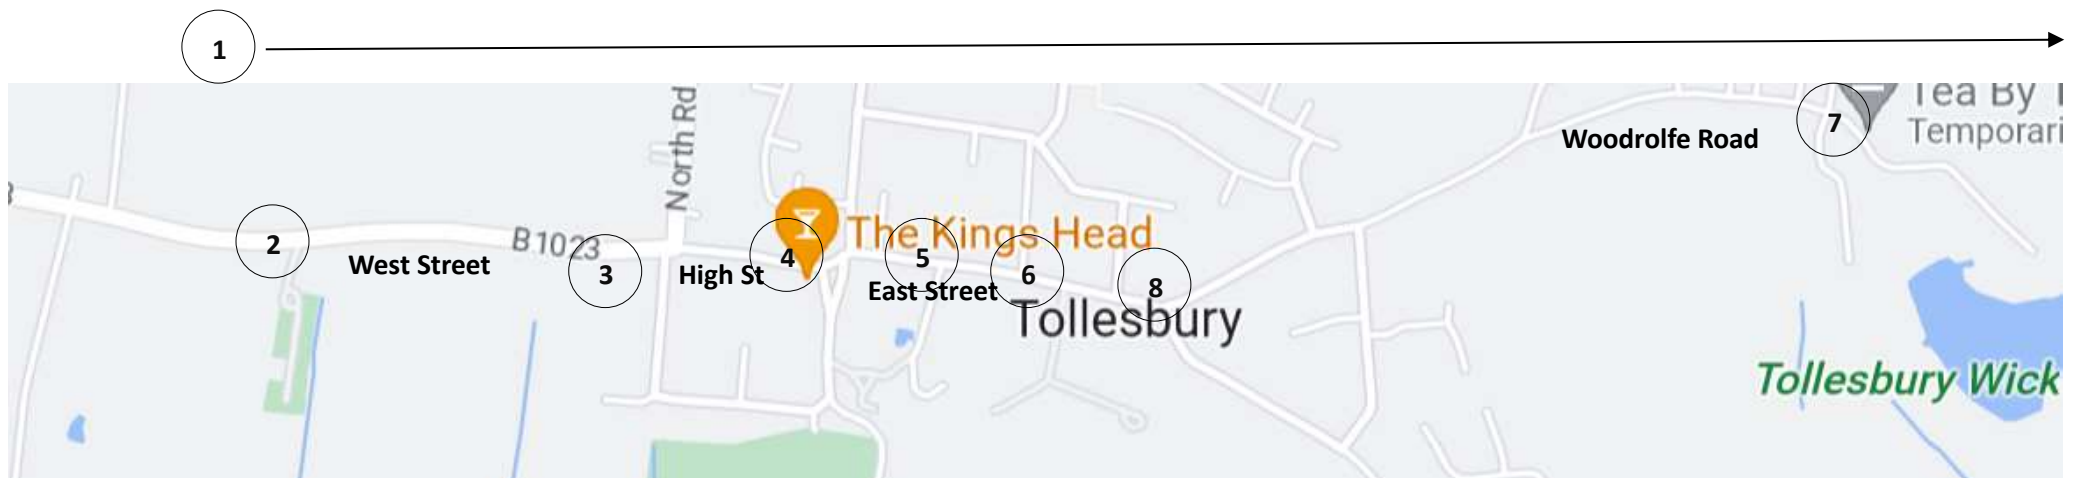 1
Tea By
Temporari
7
Woodrolfe Road
North Rd
2
B1023
The Kings Head
4
5
West Street
3
High St
6
East Street
8
Tollesbury
Tollesbury Wick